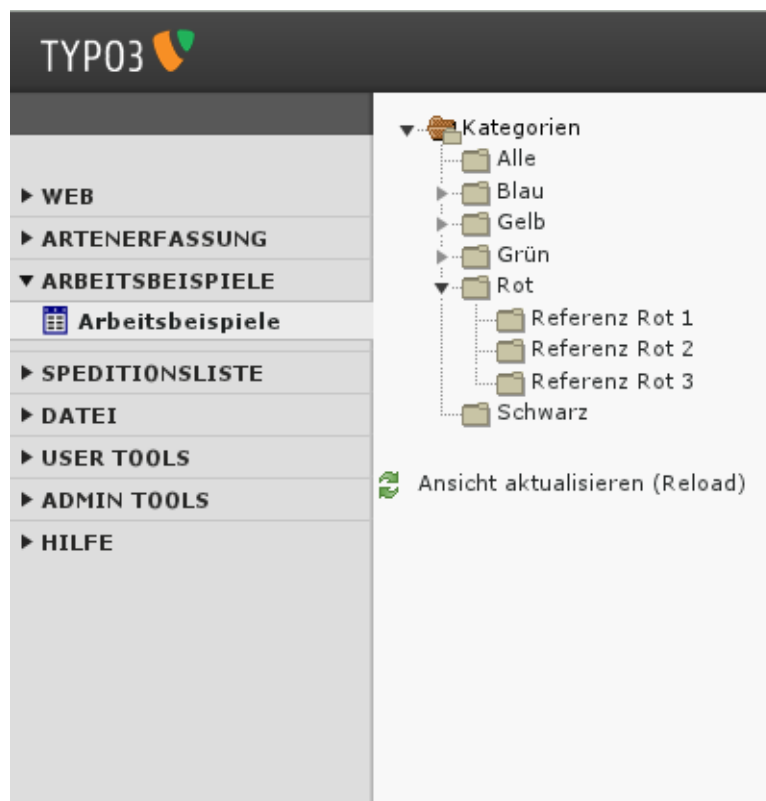 TYPO3
WEB
ARTENERFASSUNG
ARBEITSBEISPIELE
Arbeitsbeispiele
SPEDITIONSLISTE
DATEI
USER TOOLS
ADMIN TOOLS
HILFE
Kategorien
Alle
Blau
Gelb
Grün
Rot
Referenz Rot 1
Referenz Rot 2
Referenz Rot 3
Schwarz
Ansicht aktualisieren (Reload)